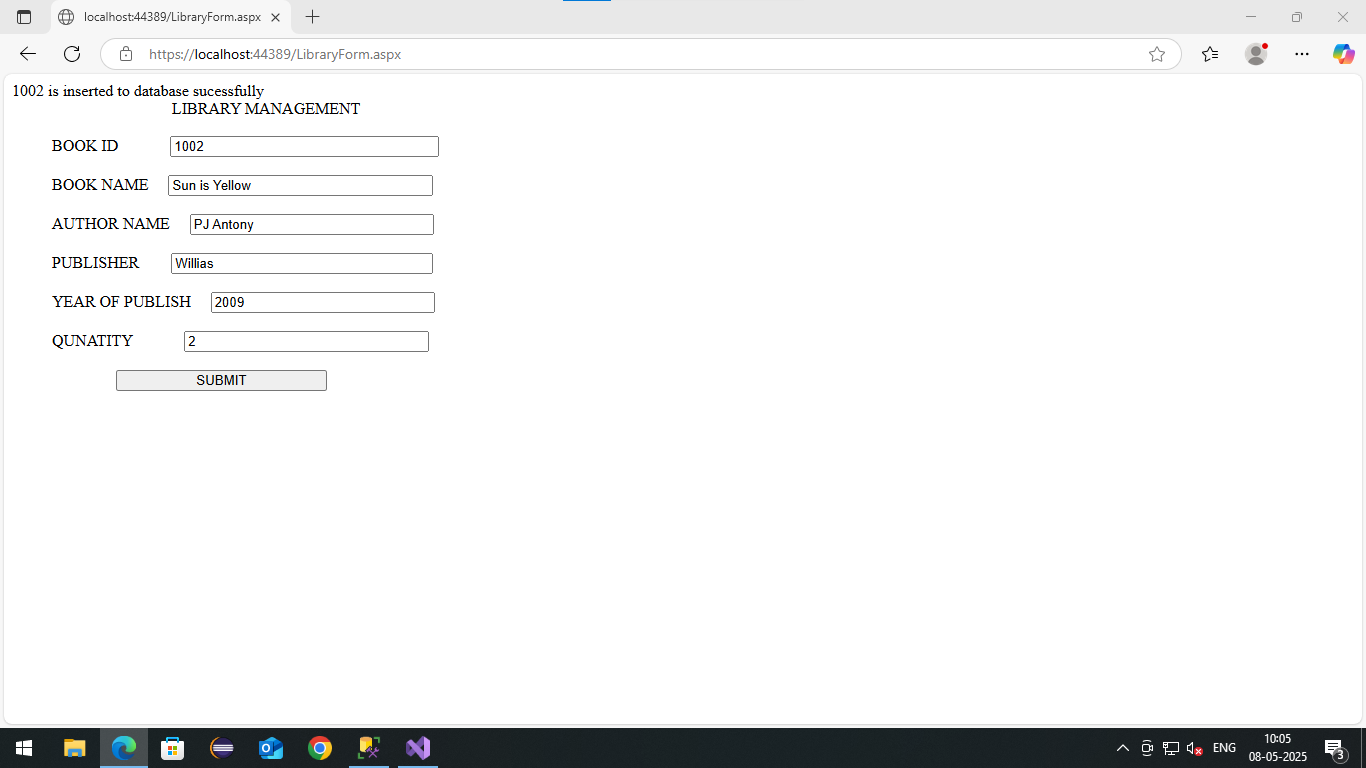 localhost:44389/LibraryForm.aspx
https://localhost:44389/LibraryForm.aspx
1002 is inserted to database sucessfully
LIBRARY MANAGEMENT
BOOK ID 1002
BOOK NAME Sun is Yellow
AUTHOR NAME PJ Antony
PUBLISHER Willias
YEAR OF PUBLISH 2009
QUNATITY 2
SUBMIT
ENG
10:05
08-05-2025
3